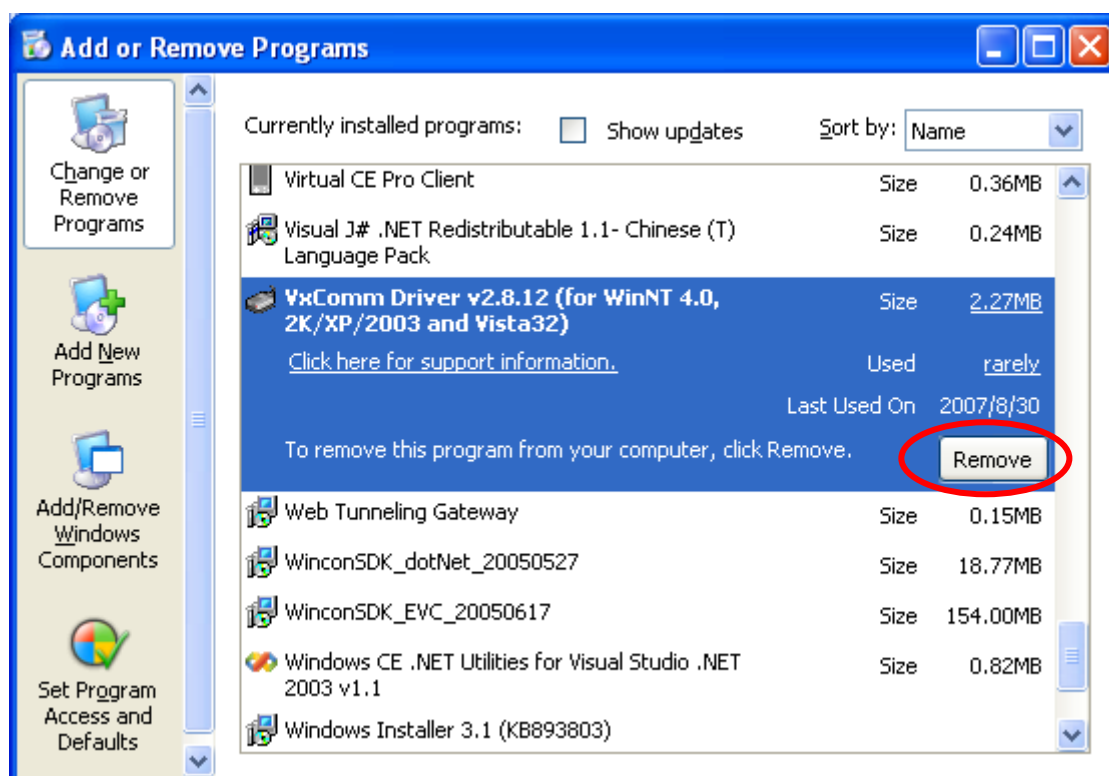 Add or Remove Programs
Change or
Remove
Programs
Add New
Programs
Add/Remove
Windows
Components
Set Program
Access and
Defaults
Currently installed programs: Show updates Sort by: Name
Virtual CE Pro Client Size 0.36MB
Visual J# .NET Redistributable 1.1- Chinese (T) Size 0.24MB
Language Pack
VxComm Driver v2.8.12 (for WinNT 4.0, Size 2.27MB
2K/XP/2003 and Vista32)
Click here for support information. Used rarely
Last Used On 2007/8/30
To remove this program from your computer, click Remove. Remove
Web Tunneling Gateway Size 0.15MB
WinconSDK_dotNet_20050527 Size 18.77MB
WinconSDK_EVC_20050617 Size 154.00MB
Windows CE .NET Utilities for Visual Studio .NET Size 0.82MB
2003 v1.1
Windows Installer 3.1 (KB893803)